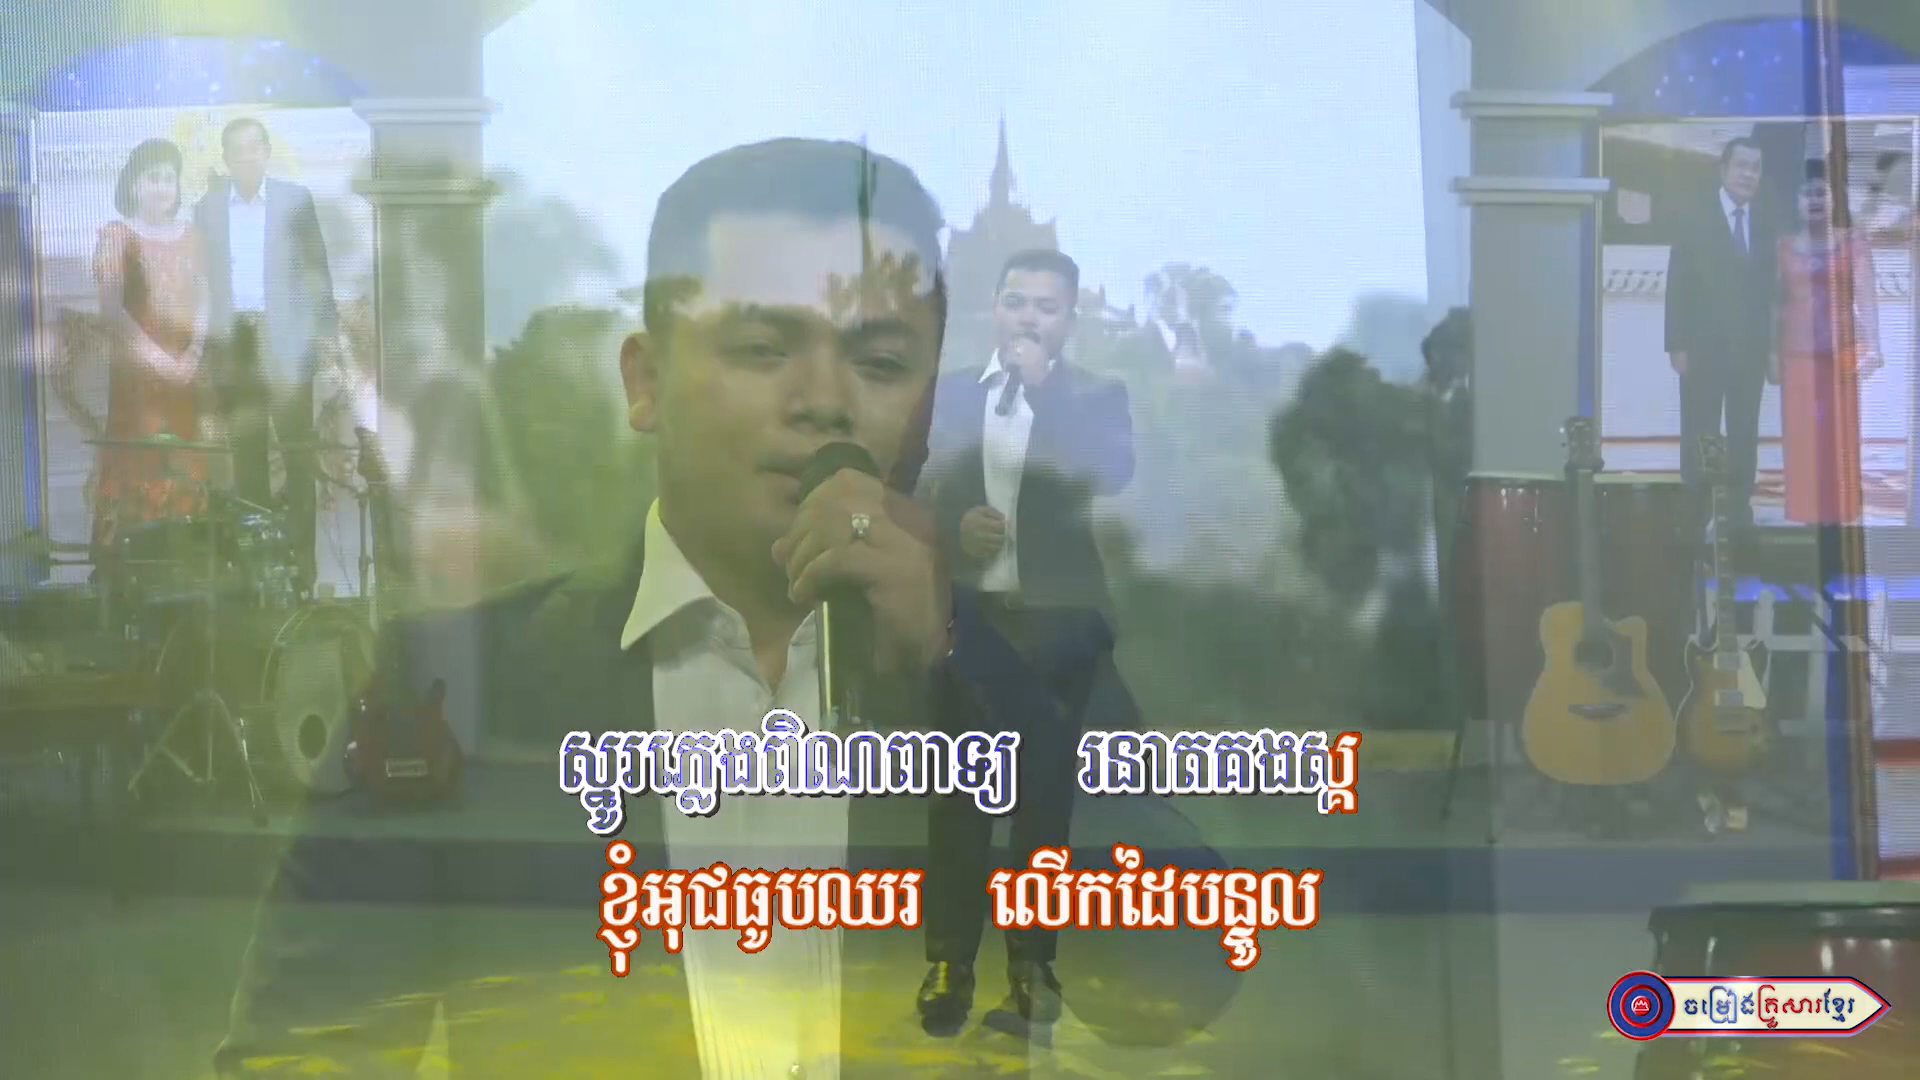 សូរភ្លេងពិណពាទ្យ រនាតគងស្គ
ខ្ញុំអុជធូបឈរ លើកដៃបន្ទូល
ចម្រៀងគ្រួសារខ្មែរ